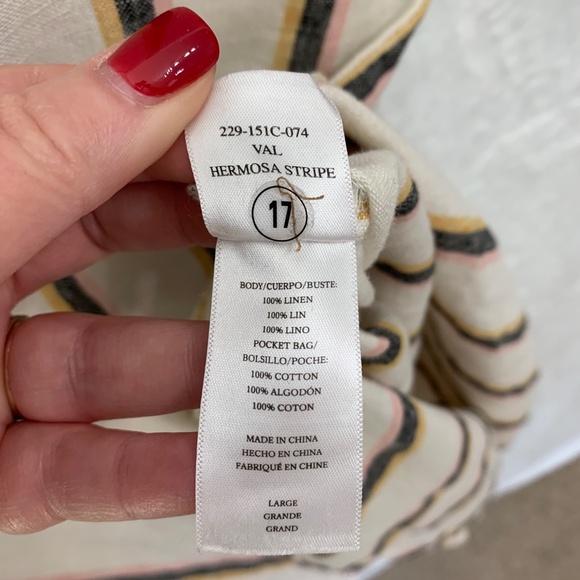 229-151C-074
VAL
HERMOSA STRIPE
17
BODY/CUERPO/BUSTE:
100% LINEN
100% LIN
100% LINO
POCKET BAG/
BOLSILLO/POCHE:
100% COTTON
100% ALGODÓN
100% COTON
MADE IN CHINA
HECHO EN CHINA
FABRIQUÉ EN CHINE
LARGE
GRANDE
GRAND